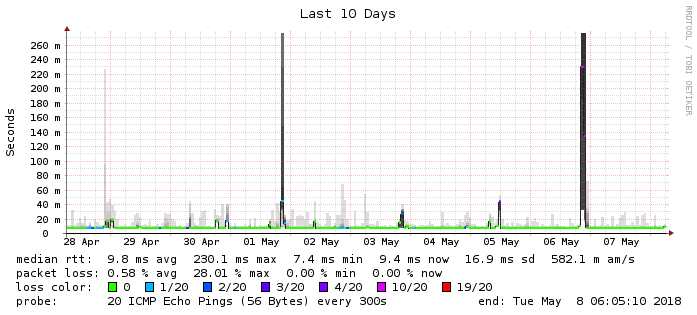 Last 10 Days
RRDTOOL / TOBI OETIKER
Seconds
260 m
240 m
220 m
200 m
180 m
160 m
140 m
120 m
100 m
80 m
60 m
40 m
20 m
0
28 Apr 29 Apr 30 Apr 01 May 02 May 03 May 04 May 05 May 06 May 07 May
median rtt: 9.8 ms avg 230.1 ms max 7.4 ms min 9.4 ms now 16.9 ms sd 582.1 m am/s
packet loss: 0.58 % avg 28.01 % max 0.00 % min 0.00 % now
loss color: 0 1/20 2/20 3/20 4/20 10/20 19/20
probe: 20 ICMP Echo Pings (56 Bytes) every 300s end: Tue May 8 06:05:10 2018